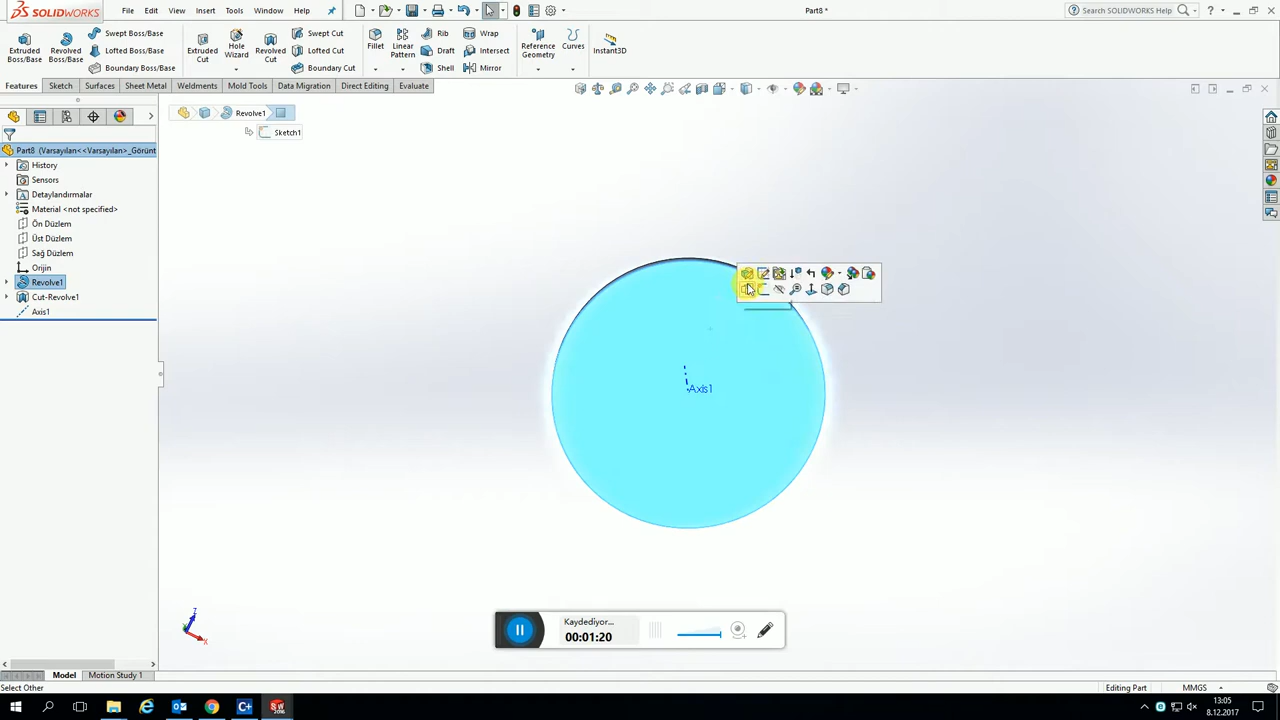 SOLIDWORKS
File Edit View Insert Tools Window Help
Part8 *
Search SOLIDWORKS Help
Extruded Boss/Base
Revolved Boss/Base
Swept Boss/Base
Lofted Boss/Base
Boundary Boss/Base
Extruded Cut
Hole Wizard
Revolved Cut
Swept Cut
Lofted Cut
Boundary Cut
Fillet
Linear Pattern
Rib
Draft
Shell
Wrap
Intersect
Mirror
Reference Geometry
Curves
Instant3D
Features Sketch Surfaces Sheet Metal Weldments Mold Tools Data Migration Direct Editing Evaluate
Revolve1
Sketch1
Part8 (Varsayılan<<Varsayılan>_Görünt
History
Sensors
Detaylandırmalar
Material <not specified>
Ön Düzlem
Üst Düzlem
Sağ Düzlem
Orijin
Revolve1
Cut-Revolve1
Axis1
Axis1
Z
X
Kaydediyor...
00:01:20
Model Motion Study 1
Select Other
Editing Part
MMGS
13:05
8.12.2017